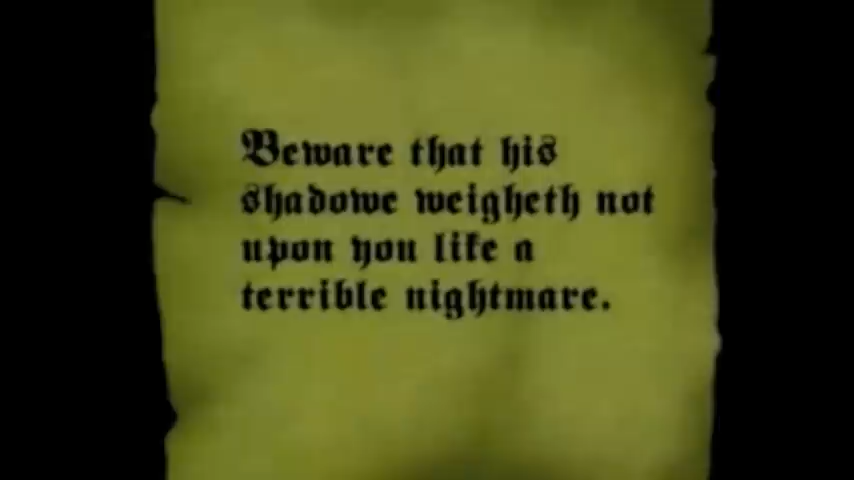 Beware that his
shadowe weigheth not
upon you like a
terrible nightmare.